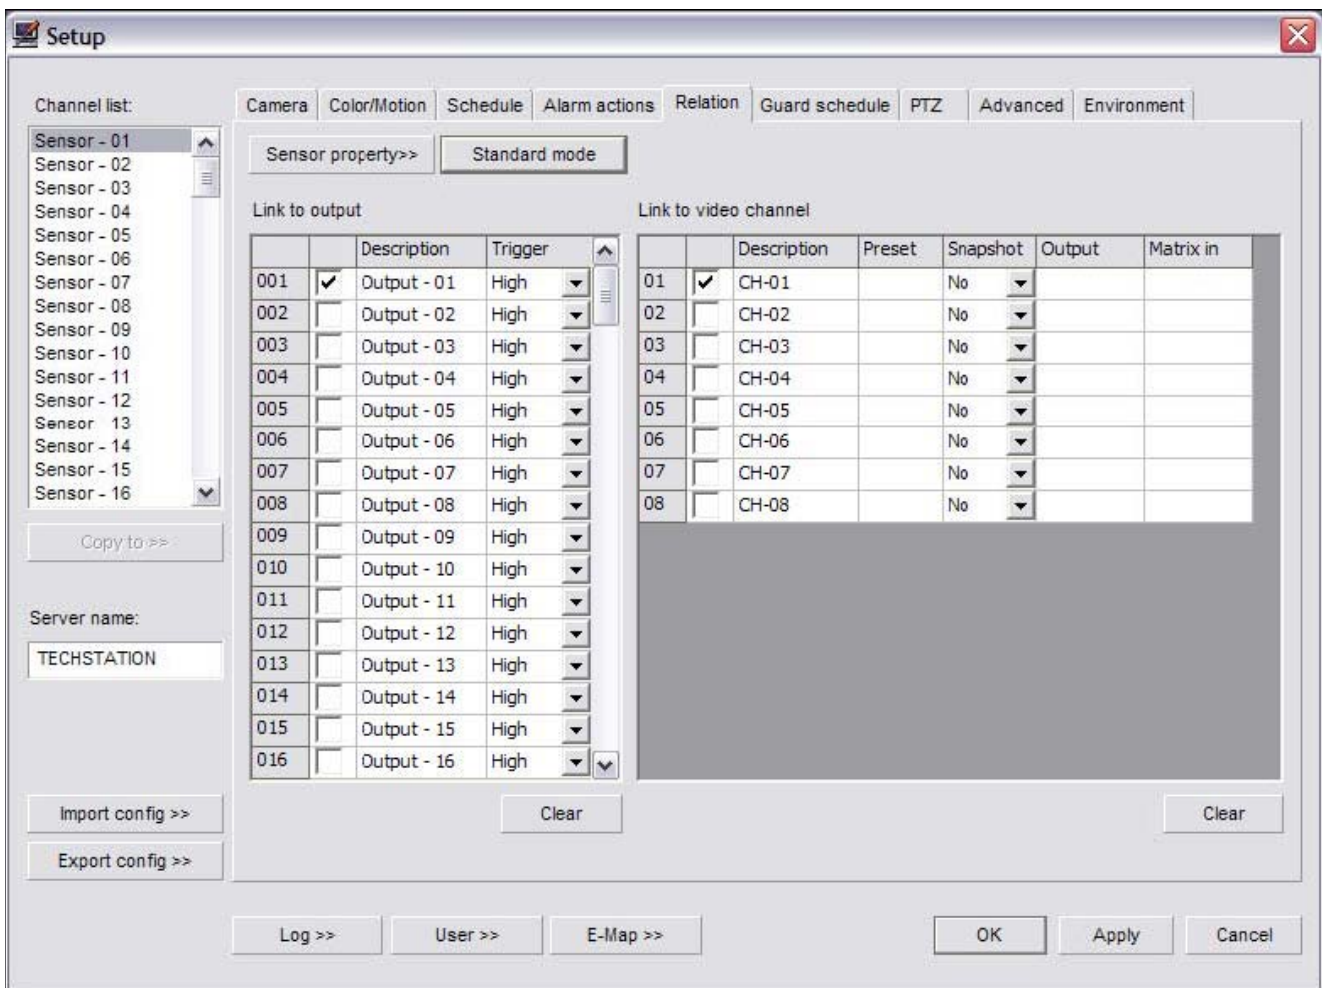 Setup
Channel list:
Sensor - 01
Sensor - 02
Sensor - 03
Sensor - 04
Sensor - 05
Sensor - 06
Sensor - 07
Sensor - 08
Sensor - 09
Sensor - 10
Sensor - 11
Sensor - 12
Sensor 13
Sensor - 14
Sensor - 15
Sensor - 16
Copy to >>
Server name:
TECHSTATION
Import config >>
Export config >>
Camera Color/Motion Schedule Alarm actions Relation Guard schedule PTZ Advanced Environment
Sensor property>> Standard mode
Link to output
Description Trigger
001 Output - 01 High
002 Output - 02 High
003 Output - 03 High
004 Output - 04 High
005 Output - 05 High
006 Output - 06 High
007 Output - 07 High
008 Output - 08 High
009 Output - 09 High
010 Output - 10 High
011 Output - 11 High
012 Output - 12 High
013 Output - 13 High
014 Output - 14 High
015 Output - 15 High
016 Output - 16 High
Clear
Link to video channel
Description Preset Snapshot Output Matrix in
01 CH-01 No
02 CH-02 No
03 CH-03 No
04 CH-04 No
05 CH-05 No
06 CH-06 No
07 CH-07 No
08 CH-08 No
Clear
Log >> User >> E-Map >> OK Apply Cancel